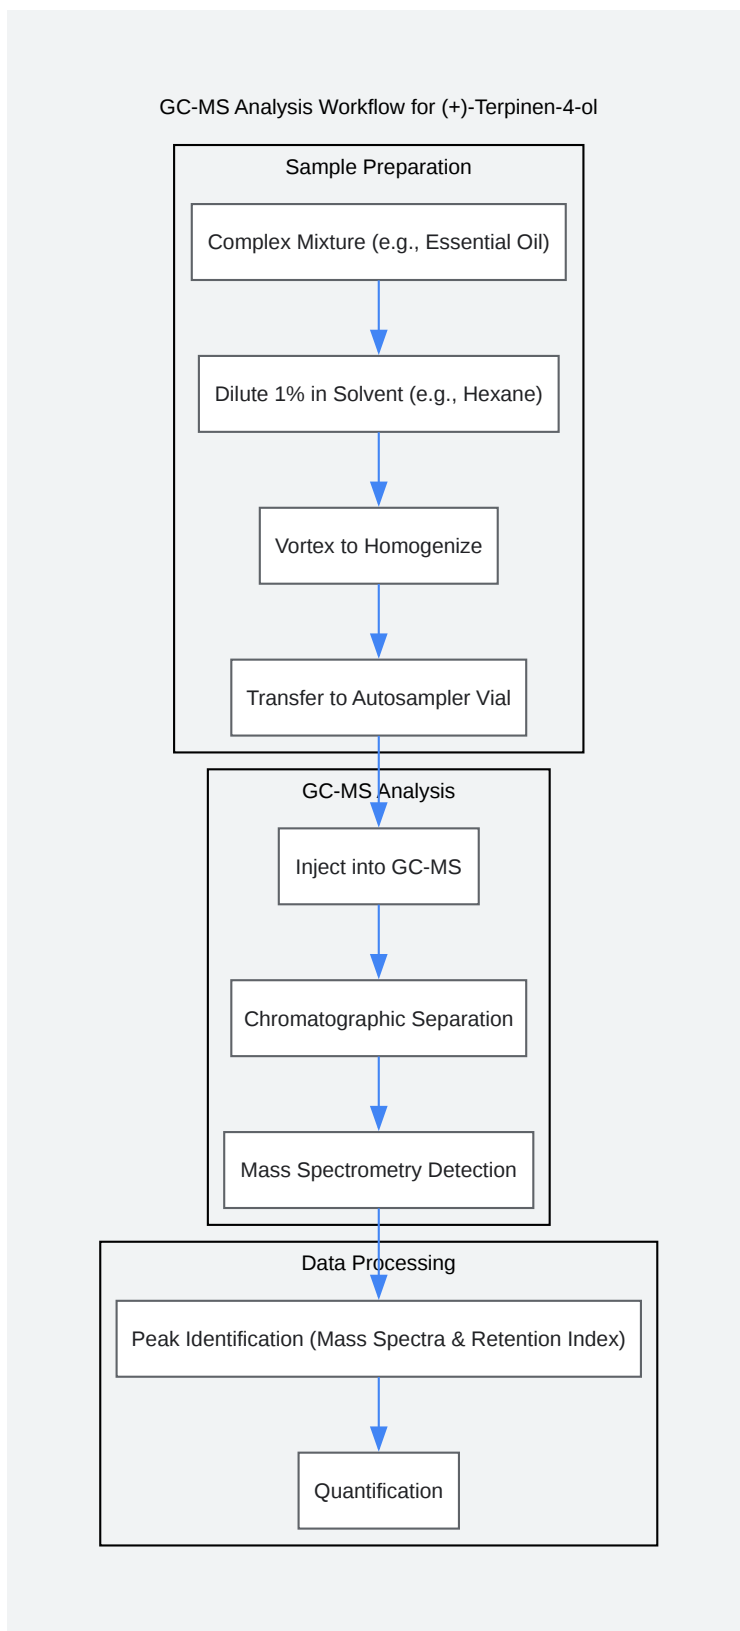 GC-MS Analysis Workflow for (+)-Terpinen-4-ol
Sample Preparation
Complex Mixture (e.g., Essential Oil)
Dilute 1% in Solvent (e.g., Hexane)
Vortex to Homogenize
Transfer to Autosampler Vial
GC-MS Analysis
Inject into GC-MS
Chromatographic Separation
Mass Spectrometry Detection
Data Processing
Peak Identification (Mass Spectra & Retention Index)
Quantification